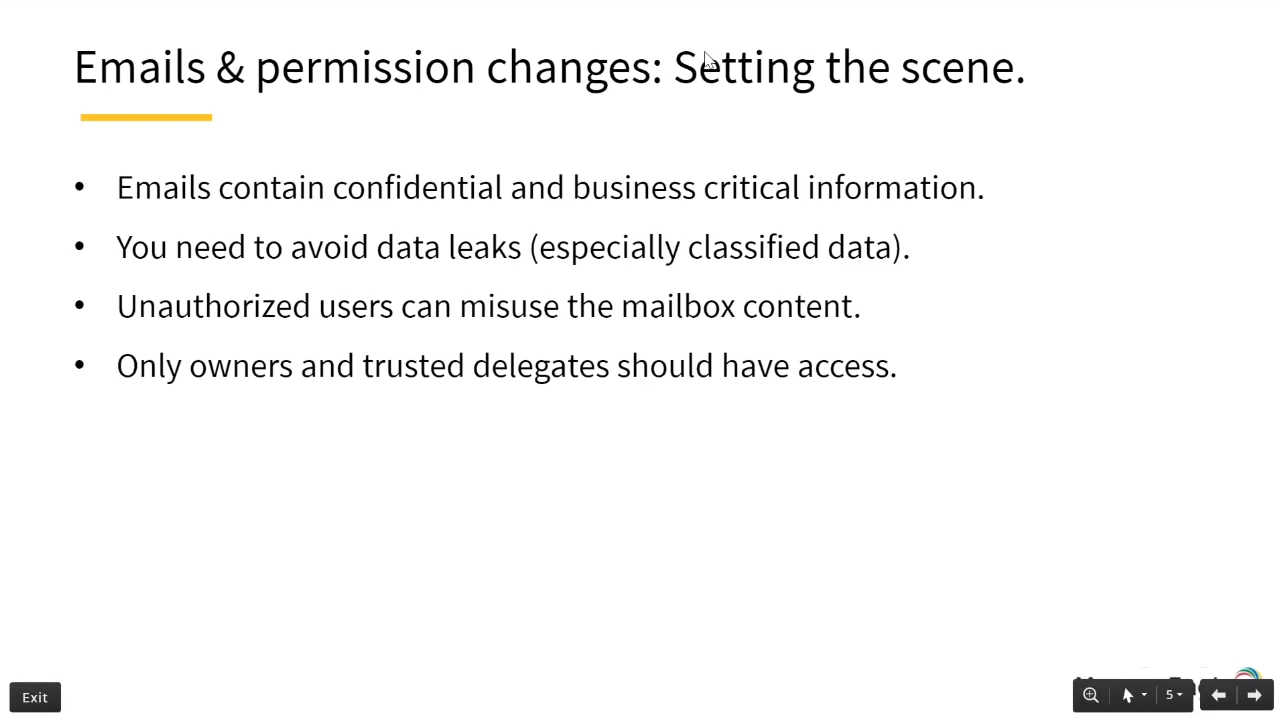 Emails & permission changes: Setting the scene.
• Emails contain confidential and business critical information.
• You need to avoid data leaks (especially classified data).
• Unauthorized users can misuse the mailbox content.
• Only owners and trusted delegates should have access.
Exit
5